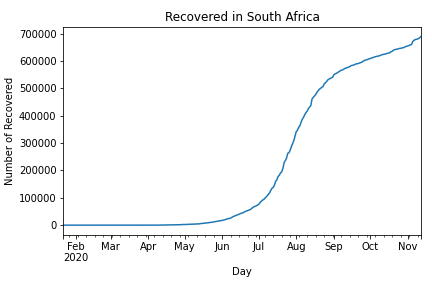 Recovered in South Africa
700000
600000
500000
400000
300000
200000
100000
0
Number of Recovered
Feb Mar Apr May Jun Jul Aug Sep Oct Nov
2020
Day